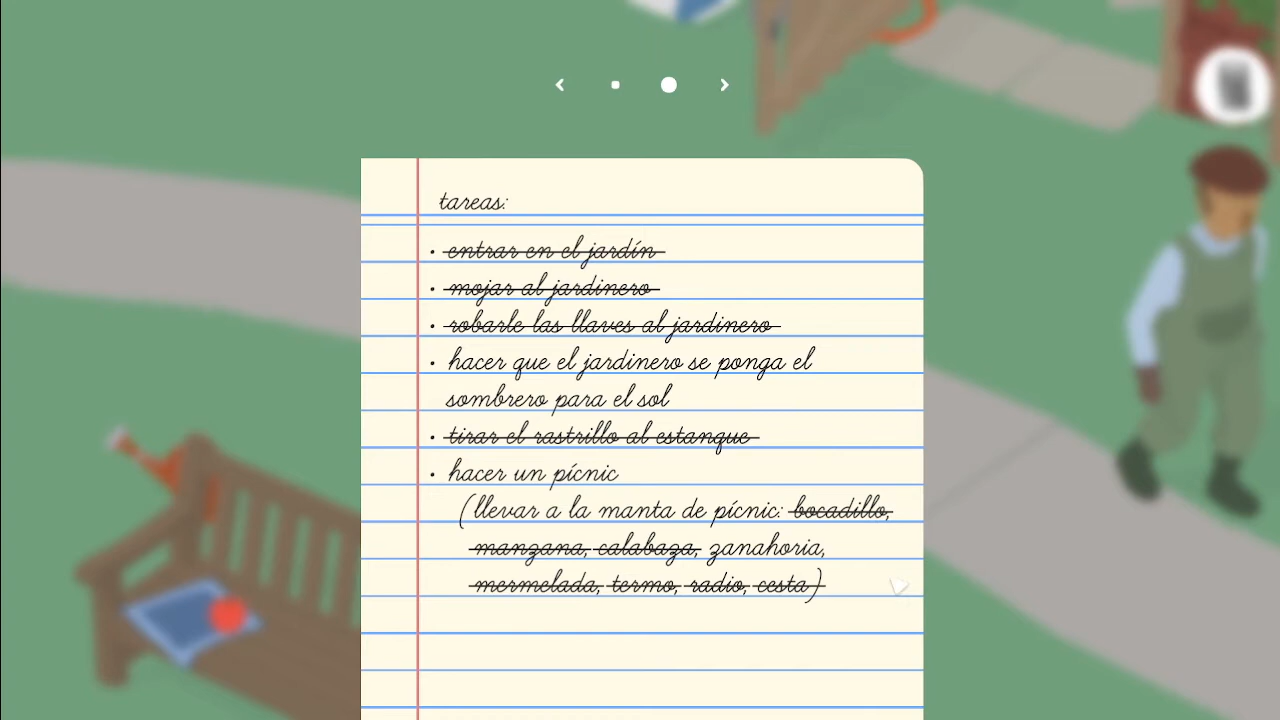 tareas:
• entrar en el jardín
• mojar al jardinero
• robarle las llaves al jardinero
• hacer que el jardinero se ponga el
sombrero para el sol
• tirar el rastrillo al estanque
• hacer un pícnic
(llevar a la manta de pícnic: bocadillo,
manzana, calabaza, zanahoria,
mermelada, termo, radio, cesta)